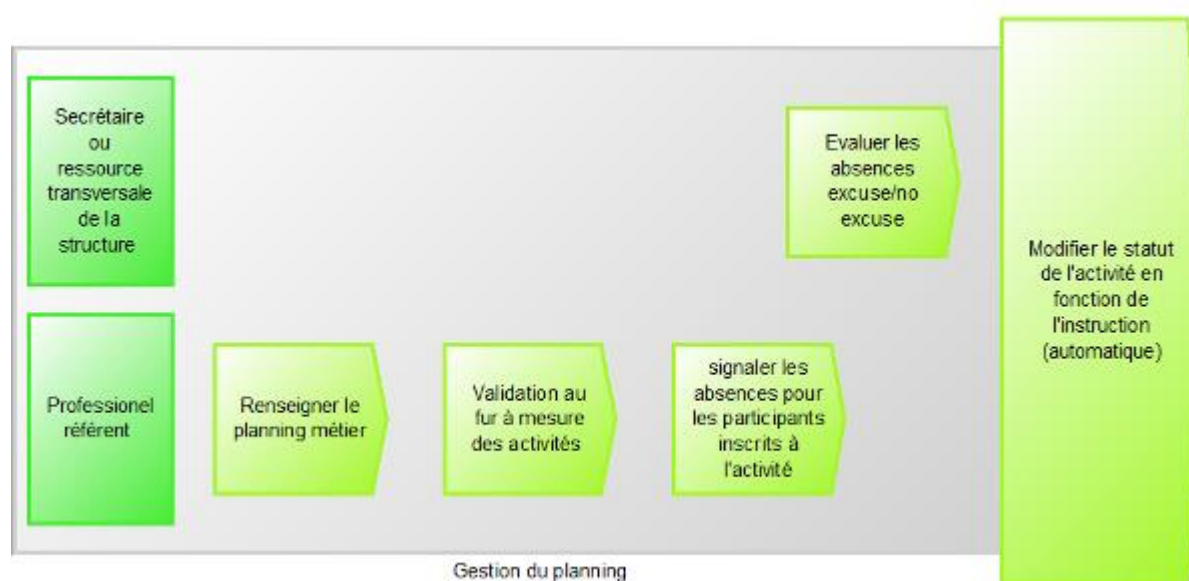 Secrétaire
ou
ressource
transversale
de la
structure
Evaluer les
absences
excuse/no
excuse
Modifier le statut
de l'activité en
fonction de
l'instruction
(automatique)
Professionel
référent
Renseigner le
planning métier
Validation au
fur à mesure
des activités
signaler les
absences pour
les participants
inscrits à
l'activité
Gestion du planning